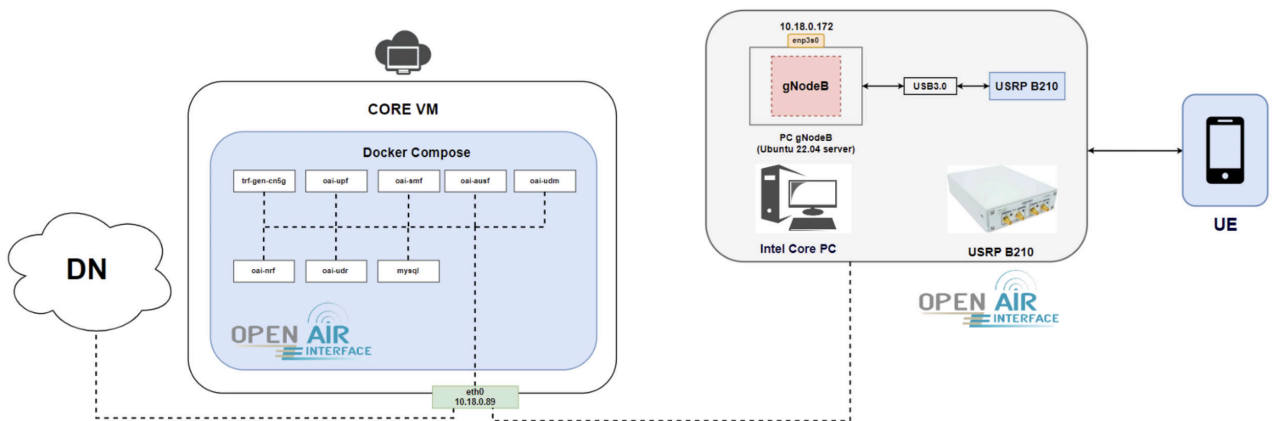 CORE VM
Docker Compose
trf-gen-cn5g
oai-upf
oai-smf
oai-ausf
oai-udm
oai-nrf
oai-udr
mysql
OPEN AIR
INTERFACE
DN
eth0
10.18.0.89
10.18.0.172
enp3s0
gNodeB
USB3.0
USRP B210
PC gNodeB
(Ubuntu 22.04 server)
Intel Core PC
USRP B210
OPEN AIR
INTERFACE
UE